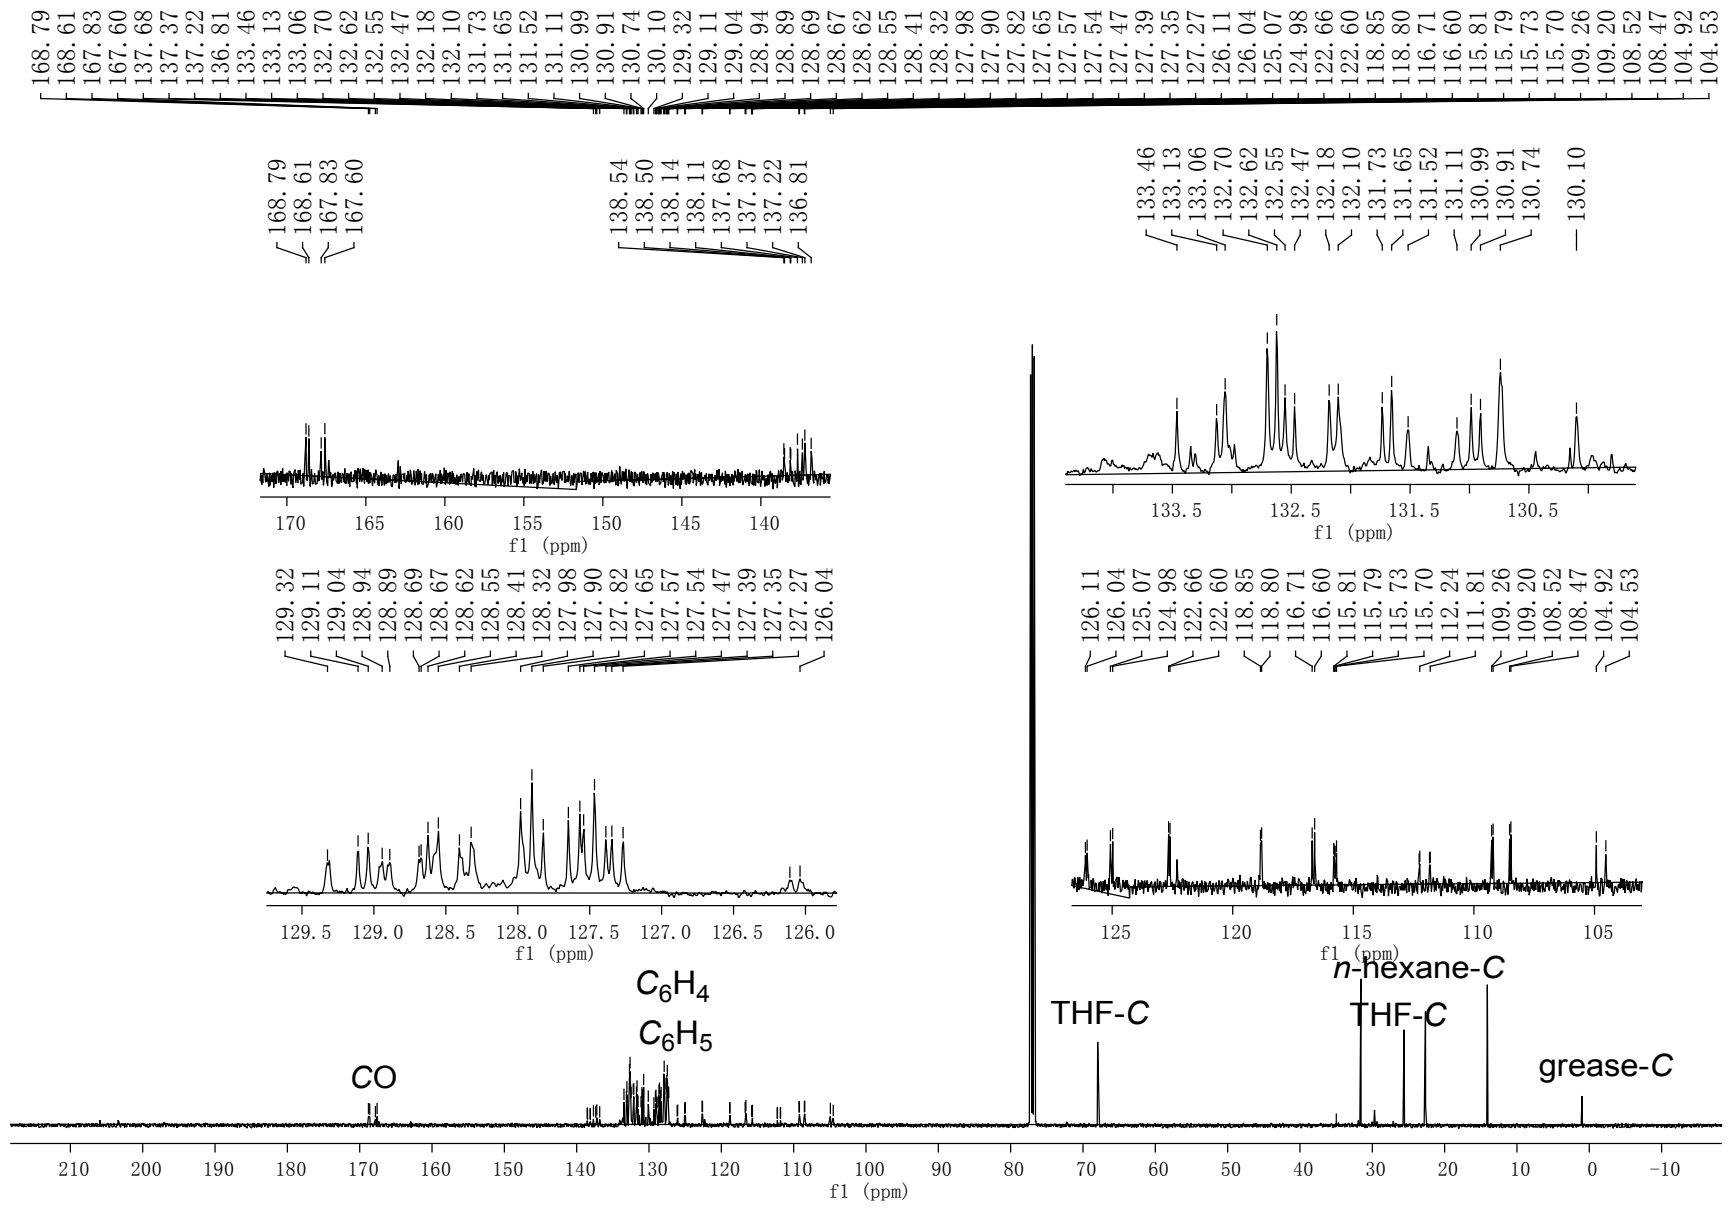 168.79 168.61 167.83 167.60 137.68 137.37 137.22 136.81 133.46 133.13 133.06 132.70 132.62 132.55 132.47 132.18 132.10 131.73 131.65 131.52 131.11 130.99 130.91 130.74 130.10 129.32 129.11 129.04 128.94 128.89 128.69 128.67 128.62 128.55 128.41 128.32 127.98 127.90 127.82 127.65 127.57 127.54 127.47 127.39 127.35 127.27 126.11 126.04 125.07 124.98 122.66 122.60 118.85 118.80 116.71 116.60 115.81 115.79 115.73 115.70 109.26 109.20 108.52 108.47 104.92 104.53
168.79 168.61 167.83 167.60
138.54 138.50 138.14 138.11 137.68 137.37 137.22 136.81
133.46 133.13 133.06 132.70 132.62 132.55 132.47 132.18 132.10 131.73 131.65 131.52 131.11 130.99 130.91 130.74 130.10
170 165 160 155 150 145 140
f1 (ppm)
133.5 132.5 131.5 130.5
f1 (ppm)
129.32 129.11 129.04 128.94 128.89 128.69 128.67 128.62 128.55 128.41 128.32 127.98 127.90 127.82 127.65 127.57 127.54 127.47 127.39 127.35 127.27 126.04
126.11 126.04 125.07 124.98 122.66 122.60 118.85 118.80 116.71 116.60 115.81 115.79 115.73 115.70 112.24 111.81 109.26 109.20 108.52 108.47 104.92 104.53
129.5 129.0 128.5 128.0 127.5 127.0 126.5 126.0
f1 (ppm)
125 120 115 110 105
f1 (ppm)
C6H4
C6H5
CO
THF-C
n-hexane-C
THF-C
grease-C
210 200 190 180 170 160 150 140 130 120 110 100 90 80 70 60 50 40 30 20 10 0 -10
f1 (ppm)